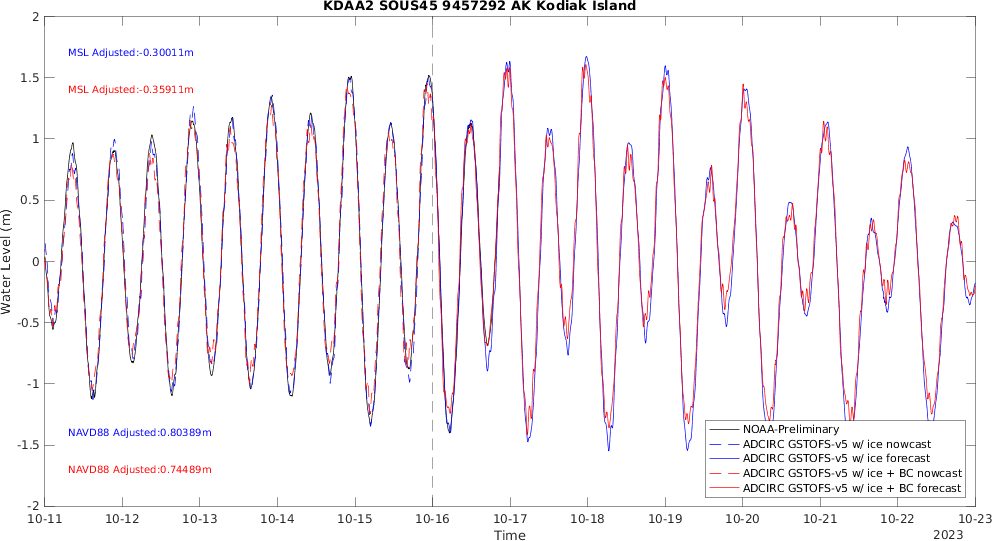 KDAA2 SOUS45 9457292 AK Kodiak Island
Water Level (m)
2
1.5
1
0.5
0
-0.5
-1
-1.5
-2
MSL Adjusted:-0.30011m
MSL Adjusted:-0.35911m
NAVD88 Adjusted:0.80389m
NAVD88 Adjusted:0.74489m
NOAA-Preliminary
ADCIRC GSTOFS-v5 w/ ice nowcast
ADCIRC GSTOFS-v5 w/ ice forecast
ADCIRC GSTOFS-v5 w/ ice + BC nowcast
ADCIRC GSTOFS-v5 w/ ice + BC forecast
10-11 10-12 10-13 10-14 10-15 10-16 10-17 10-18 10-19 10-20 10-21 10-22 10-23
Time
2023